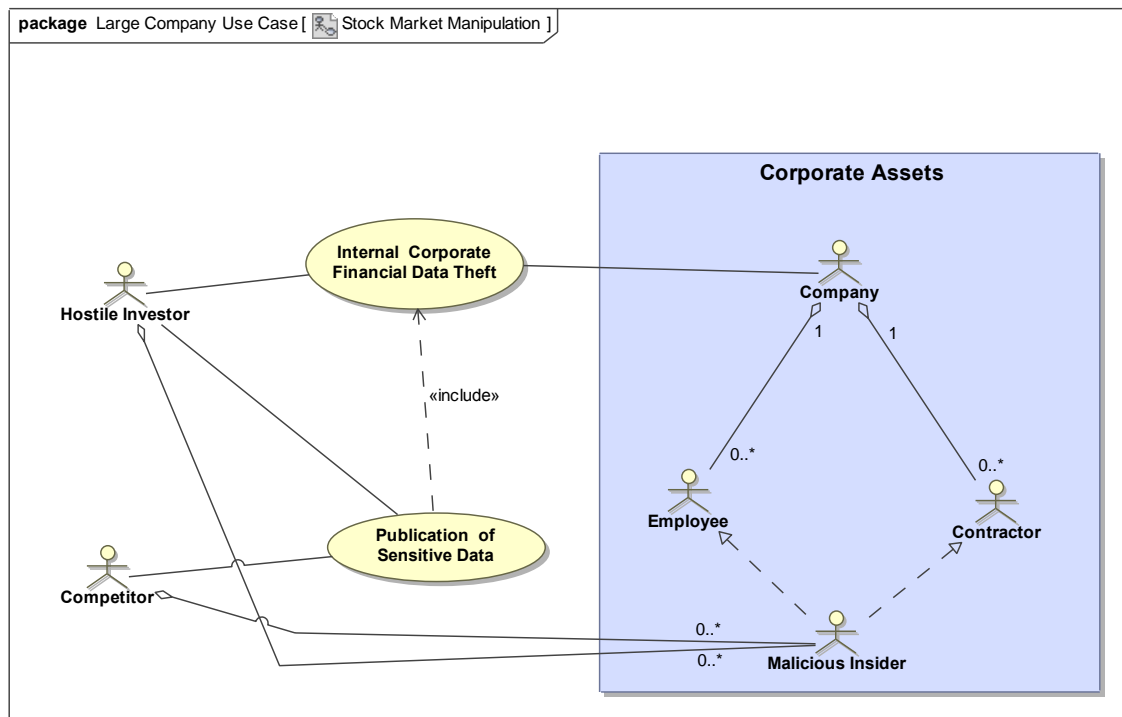 package Large Company Use Case [ Stock Market Manipulation ]
Corporate Assets
Internal Corporate
Financial Data Theft
Hostile Investor
Company
1
1
«include»
0..*
0..*
Employee
Contractor
Publication of
Sensitive Data
Competitor
0..*
0..*
Malicious Insider